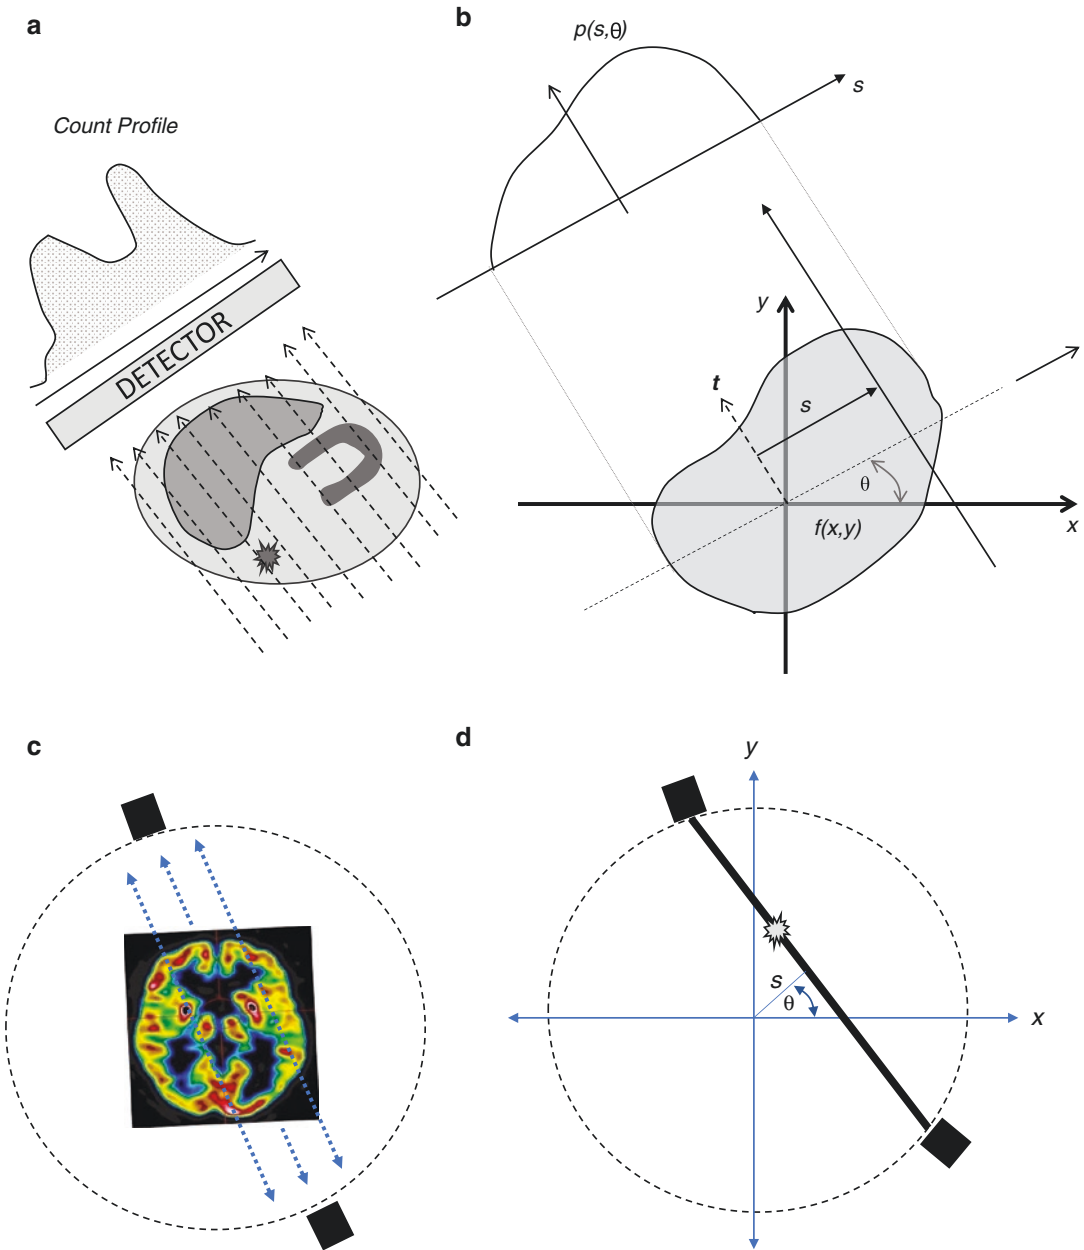 a
Count Profile
DETECTOR
b
p(s,θ)
s
y
t
s
θ
f(x,y)
x
c
d
y
s
θ
x